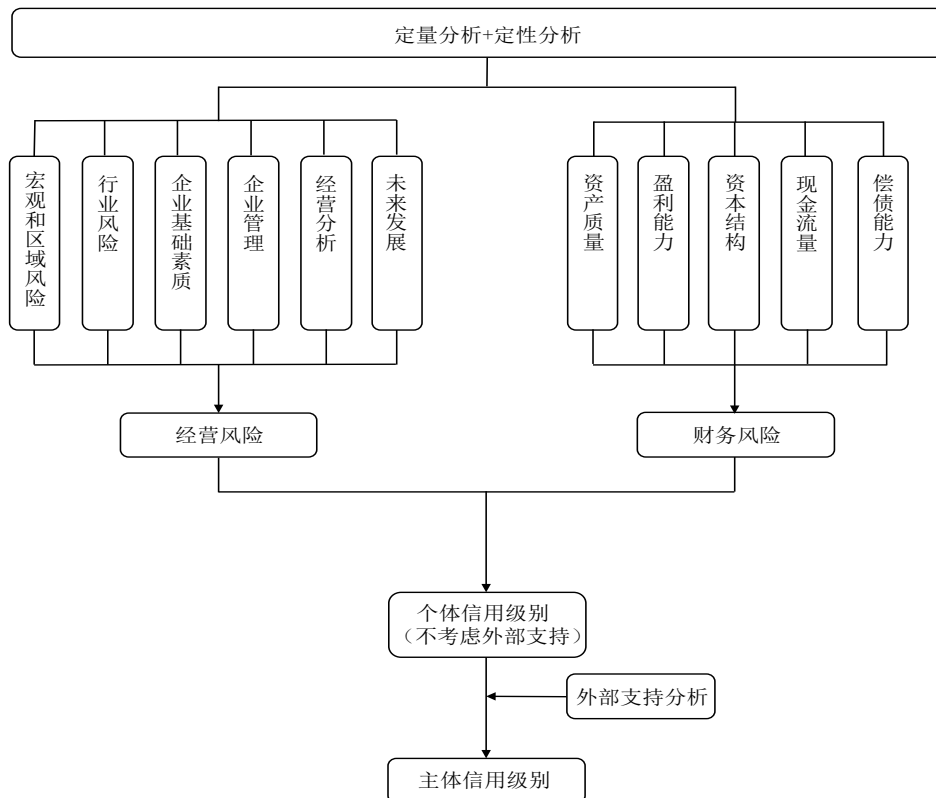 定量分析+定性分析
宏观和区域风险
行业风险
企业基础素质
企业管理
经营分析
未来发展
资产质量
盈利能力
资本结构
现金流量
偿债能力
经营风险
财务风险
个体信用级别
（不考虑外部支持）
外部支持分析
主体信用级别